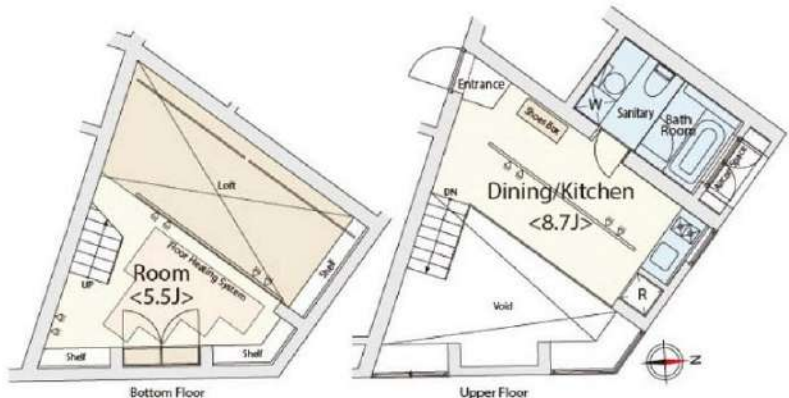 Loft
UP
Room
<5.5J>
Floor Heating System
Shelf
Shelf
Shelf
Bottom Floor
Entrance
Shoes Box
W
Sanitary
Bath
Room
Dining/Kitchen
<8.7J>
DN
R
Void
N
Upper Floor